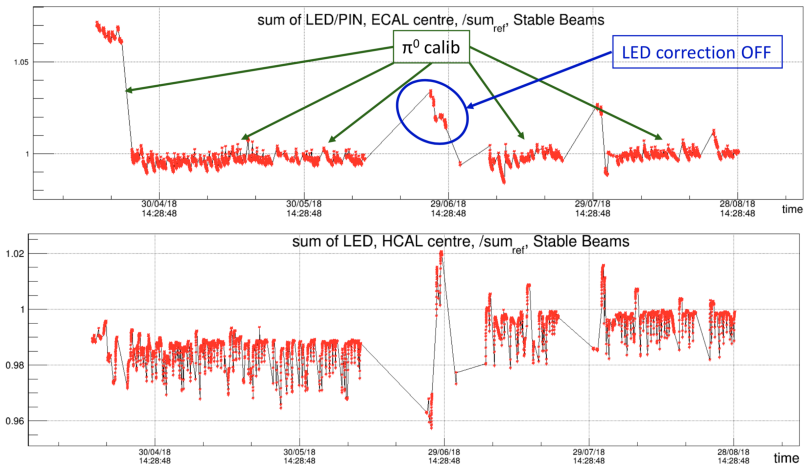 sum of LED/PIN, ECAL centre, /sum_ref, Stable Beams
π⁰ calib
LED correction OFF
1.05
1
30/04/18 30/05/18 29/06/18 29/07/18 28/08/18
14:28:48 14:28:48 14:28:48 14:28:48 14:28:48
time
sum of LED, HCAL centre, /sum_ref, Stable Beams
1.02
1
0.98
0.96
30/04/18 30/05/18 29/06/18 29/07/18 28/08/18
14:28:48 14:28:48 14:28:48 14:28:48 14:28:48
time